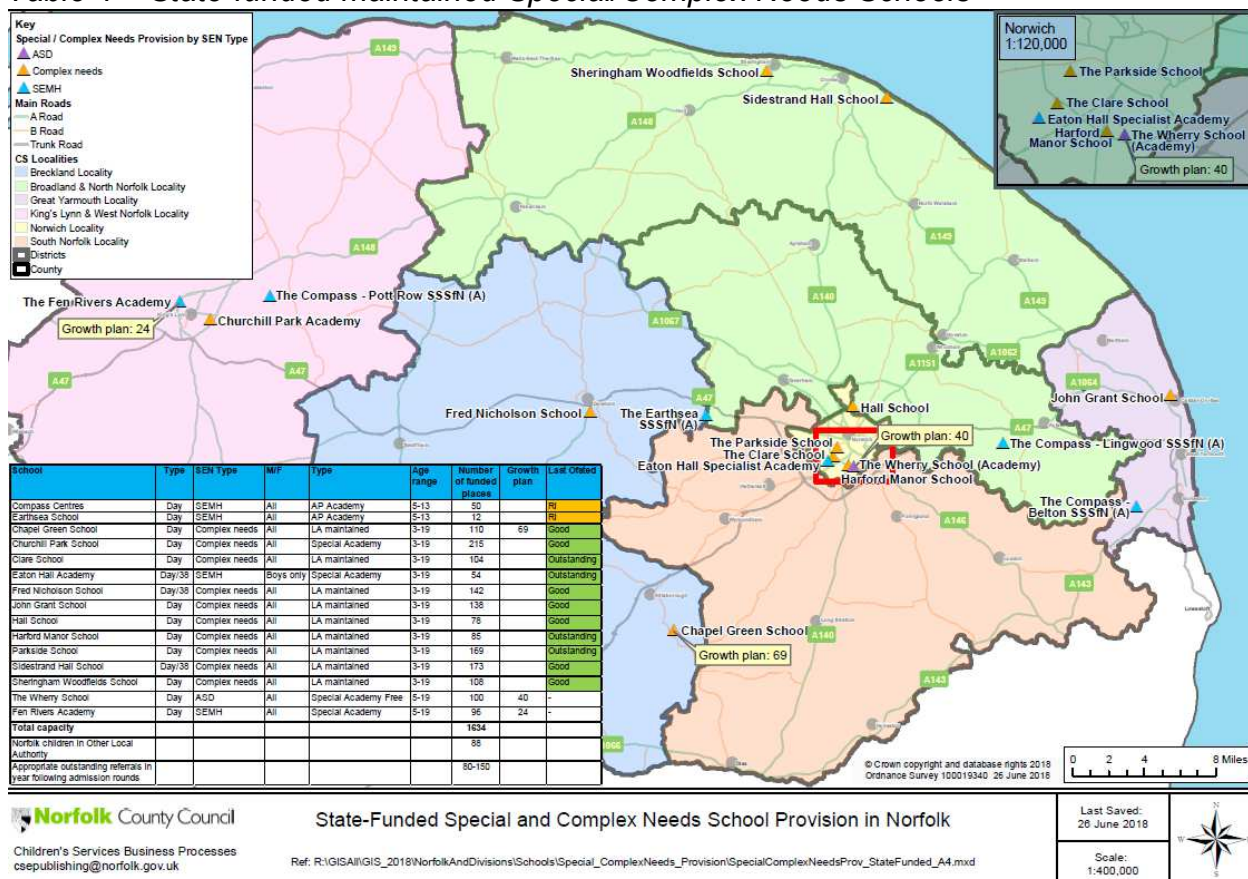 Key
Special / Complex Needs Provision by SEN Type
ASD
Complex needs
SEMH
Main Roads
A Road
B Road
Trunk Road
CS Localities
Breckland Locality
Broadland & North Norfolk Locality
Great Yarmouth Locality
King's Lynn & West Norfolk Locality
Norwich Locality
South Norfolk Locality
Districts
County
A149
Sheringham Woodfields School
Sidestrand Hall School
A148
Norwich
1:120,000
The Parkside School
The Clare School
Eaton Hall Specialist Academy
Harford
Manor School
The Wherry School
(Academy)
Growth plan: 40
A148
A149
A149
A140
The Fen Rivers Academy
The Compass - Pott Row SSSfN (A)
Growth plan: 24
Churchill Park Academy
A1067
A47
A47
A1062
A1151
A1064
John Grant School
Fred Nicholson School
The Earthsea
SSSfN (A)
A47
Hall School
Growth plan: 40
A47
The Compass - Lingwood SSSfN (A)
The Parkside School
The Clare School
Eaton Hall Specialist Academy
The Wherry School (Academy)
Harford Manor School
The Compass -
Belton SSSfN (A)
A146
A143
Chapel Green School
A140
Growth plan: 69
A143
School Type SEN Type M/F Type Age range Number of funded places Growth plan Last Ofsted
Compass Centres Day SEMH All AP Academy 5-13 50 RI
Earthsea School Day SEMH All AP Academy 5-13 12 RI
Chapel Green School Day Complex needs All LA maintained 3-19 110 69 Good
Churchill Park School Day Complex needs All Special Academy 3-19 215 Good
Clare School Day Complex needs All LA maintained 3-19 104 Outstanding
Eaton Hall Academy Day/38 SEMH Boys only Special Academy 3-19 54 Outstanding
Fred Nicholson School Day/38 Complex needs All LA maintained 3-19 142 Good
John Grant School Day Complex needs All LA maintained 3-19 138 Good
Hall School Day Complex needs All LA maintained 3-19 78 Good
Harford Manor School Day Complex needs All LA maintained 3-19 85 Outstanding
Parkside School Day Complex needs All LA maintained 3-19 169 Outstanding
Sidestrand Hall School Day/38 Complex needs All LA maintained 3-19 173 Good
Sheringham Woodfields School Day Complex needs All LA maintained 3-19 108 Good
The Wherry School Day ASD All Special Academy Free 5-19 100 40 -
Fen Rivers Academy Day SEMH All Special Academy 5-19 96 24 -
Total capacity 1634
Norfolk children in Other Local Authority 88
Appropriate outstanding referrals in year following admission rounds 80-150
© Crown copyright and database rights 2018
Ordnance Survey 100019340 26 June 2018
0 2 4 8 Miles
Norfolk County Council
Children's Services Business Processes
csepublishing@norfolk.gov.uk
State-Funded Special and Complex Needs School Provision in Norfolk
Ref: R:\GISAll\GIS_2018\NorfolkAndDivisions\Schools\Special_ComplexNeeds_Provision\SpecialComplexNeedsProv_StateFunded_A4.mxd
Last Saved:
26 June 2018
Scale:
1:400,000
N
W
S